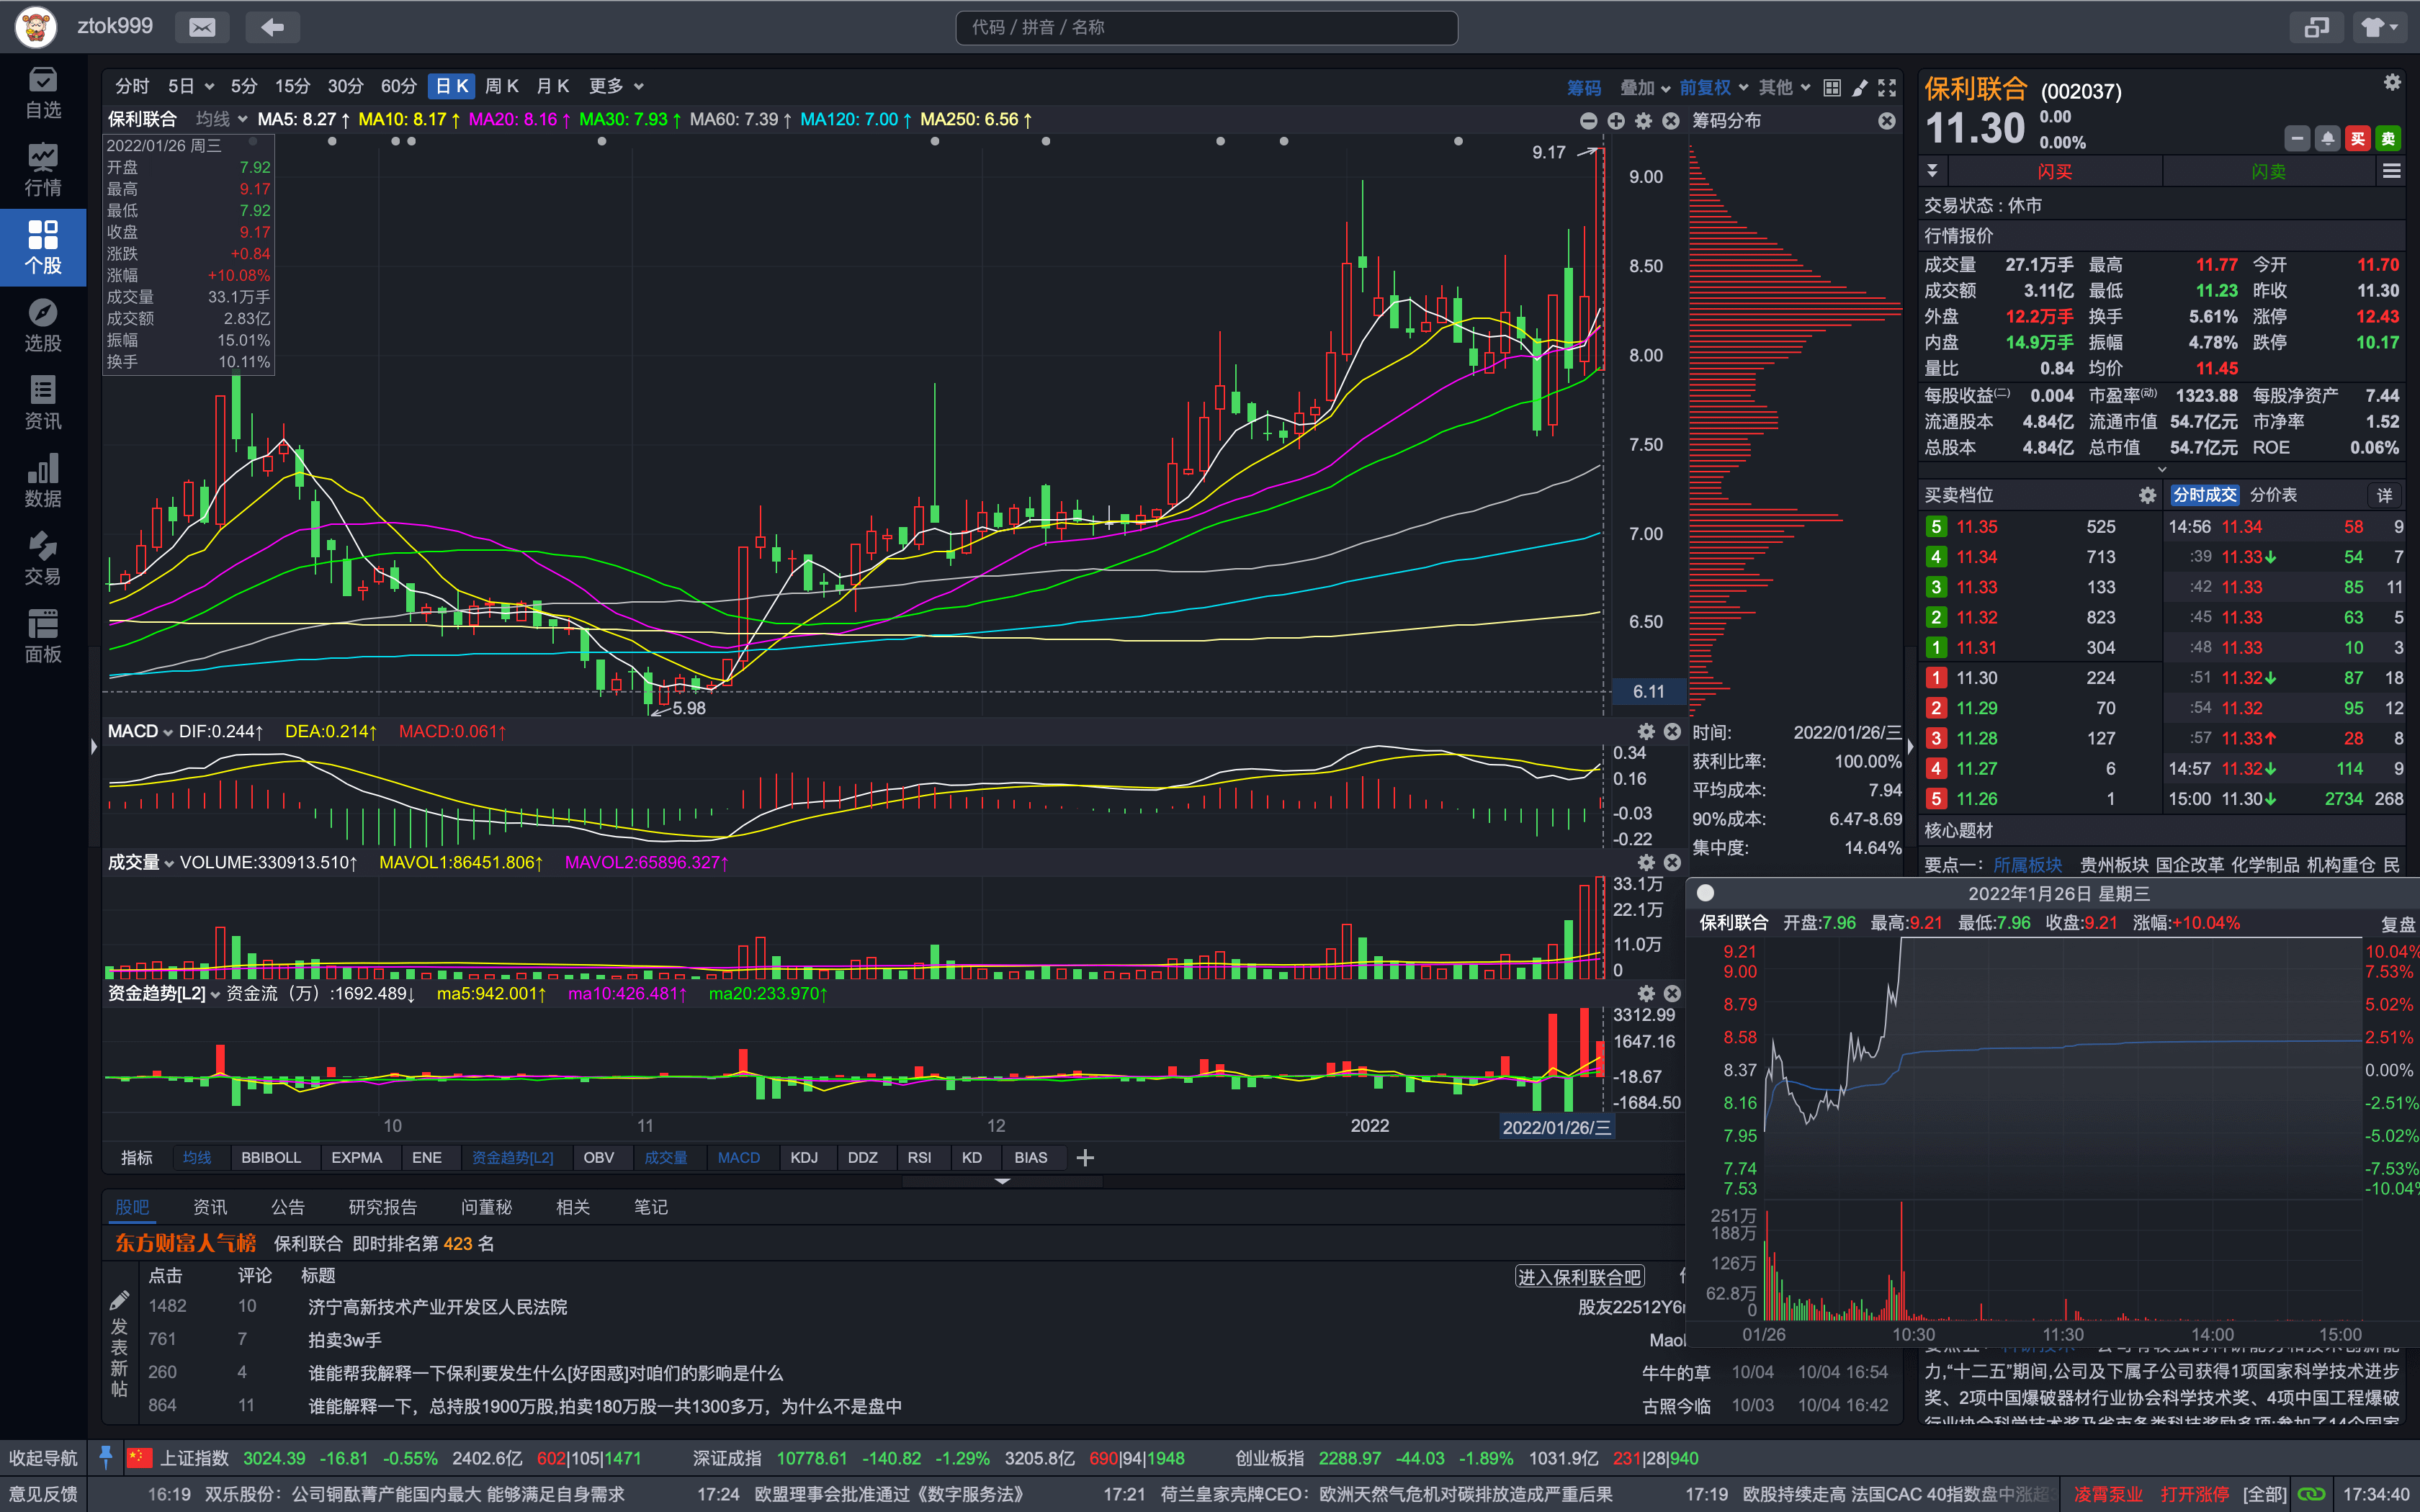 ztok999
代码 / 拼音 / 名称
自选
行情
个股
选股
资讯
数据
交易
面板
分时 5日 5分 15分 30分 60分 日K 周K 月K 更多
筹码 叠加 前复权 其他
保利联合 均线 MA5: 8.27↑ MA10: 8.17↑ MA20: 8.16↑ MA30: 7.93↑ MA60: 7.39↑ MA120: 7.00↑ MA250: 6.56↑
筹码分布
2022/01/26 周三
开盘 7.92
最高 9.17
最低 7.92
收盘 9.17
涨跌 +0.84
涨幅 +10.08%
成交量 33.1万手
成交额 2.83亿
振幅 15.01%
换手 10.11%
9.17
9.00
8.50
8.00
7.50
7.00
6.50
6.11
5.98
MACD DIF:0.244↑ DEA:0.214↑ MACD:0.061↑
0.34
0.16
-0.03
-0.22
时间: 2022/01/26/三
获利比率: 100.00%
平均成本: 7.94
90%成本: 6.47-8.69
集中度: 14.64%
成交量 VOLUME:330913.510↑ MAVOL1:86451.806↑ MAVOL2:65896.327↑
33.1万
22.1万
11.0万
0
资金趋势[L2] 资金流（万）:1692.489↓ ma5:942.001↑ ma10:426.481↑ ma20:233.970↑
3312.99
1647.16
-18.67
-1684.50
10 11 12 2022 2022/01/26/三
指标 均线 BBIBOLL EXPMA ENE 资金趋势[L2] OBV 成交量 MACD KDJ DDZ RSI KD BIAS
股吧 资讯 公告 研究报告 问董秘 相关 笔记
东方财富人气榜 保利联合 即时排名第 423 名
点击 评论 标题 进入保利联合吧
发表新帖
1482 10 济宁高新技术产业开发区人民法院 股友22512Y6
761 7 拍卖3w手 Mao
260 4 谁能帮我解释一下保利要发生什么[好困惑]对咱们的影响是什么 牛牛的草 10/04 10/04 16:54
864 11 谁能解释一下，总持股1900万股,拍卖180万股一共1300多万，为什么不是盘中 古照今临 10/03 10/04 16:42
保利联合 (002037)
11.30 0.00
0.00%
买 卖
闪买 闪卖
交易状态：休市
行情报价
成交量 27.1万手 最高 11.77 今开 11.70
成交额 3.11亿 最低 11.23 昨收 11.30
外盘 12.2万手 换手 5.61% 涨停 12.43
内盘 14.9万手 振幅 4.78% 跌停 10.17
量比 0.84 均价 11.45
每股收益(二) 0.004 市盈率(动) 1323.88 每股净资产 7.44
流通股本 4.84亿 流通市值 54.7亿元 市净率 1.52
总股本 4.84亿 总市值 54.7亿元 ROE 0.06%
买卖档位 分时成交 分价表 详
5 11.35 525 14:56 11.34 58 9
4 11.34 713 :39 11.33↓ 54 7
3 11.33 133 :42 11.33 85 11
2 11.32 823 :45 11.33 63 5
1 11.31 304 :48 11.33 10 3
1 11.30 224 :51 11.32↓ 87 18
2 11.29 70 :54 11.32 95 12
3 11.28 127 :57 11.33↑ 28 8
4 11.27 6 14:57 11.32↓ 114 9
5 11.26 1 15:00 11.30↓ 2734 268
核心题材
要点一： 所属板块 贵州板块 国企改革 化学制品 机构重仓 民
2022年1月26日 星期三
保利联合 开盘:7.96 最高:9.21 最低:7.96 收盘:9.21 涨幅:+10.04% 复盘
9.21 10.04%
9.00 7.53%
8.79 5.02%
8.58 2.51%
8.37 0.00%
8.16 -2.51%
7.95 -5.02%
7.74 -7.53%
7.53 -10.04%
251万
188万
126万
62.8万
0
01/26 10:30 11:30 14:00 15:00
力,“十二五”期间,公司及下属子公司获得1项国家科学技术进步
奖、2项中国爆破器材行业协会科学技术奖、4项中国工程爆破
行业协会科学技术奖及省市各类科技奖励多项;参加了14个国家
收起导航 上证指数 3024.39 -16.81 -0.55% 2402.6亿 602|105|1471 深证成指 10778.61 -140.82 -1.29% 3205.8亿 690|94|1948 创业板指 2288.97 -44.03 -1.89% 1031.9亿 231|28|940
意见反馈 16:19 双乐股份：公司铜酞菁产能国内最大 能够满足自身需求 17:24 欧盟理事会批准通过《数字服务法》 17:21 荷兰皇家壳牌CEO：欧洲天然气危机对碳排放造成严重后果 17:19 欧股持续走高 法国CAC 40指数盘中涨超 凌霄泵业 打开涨停 [全部] 17:34:40